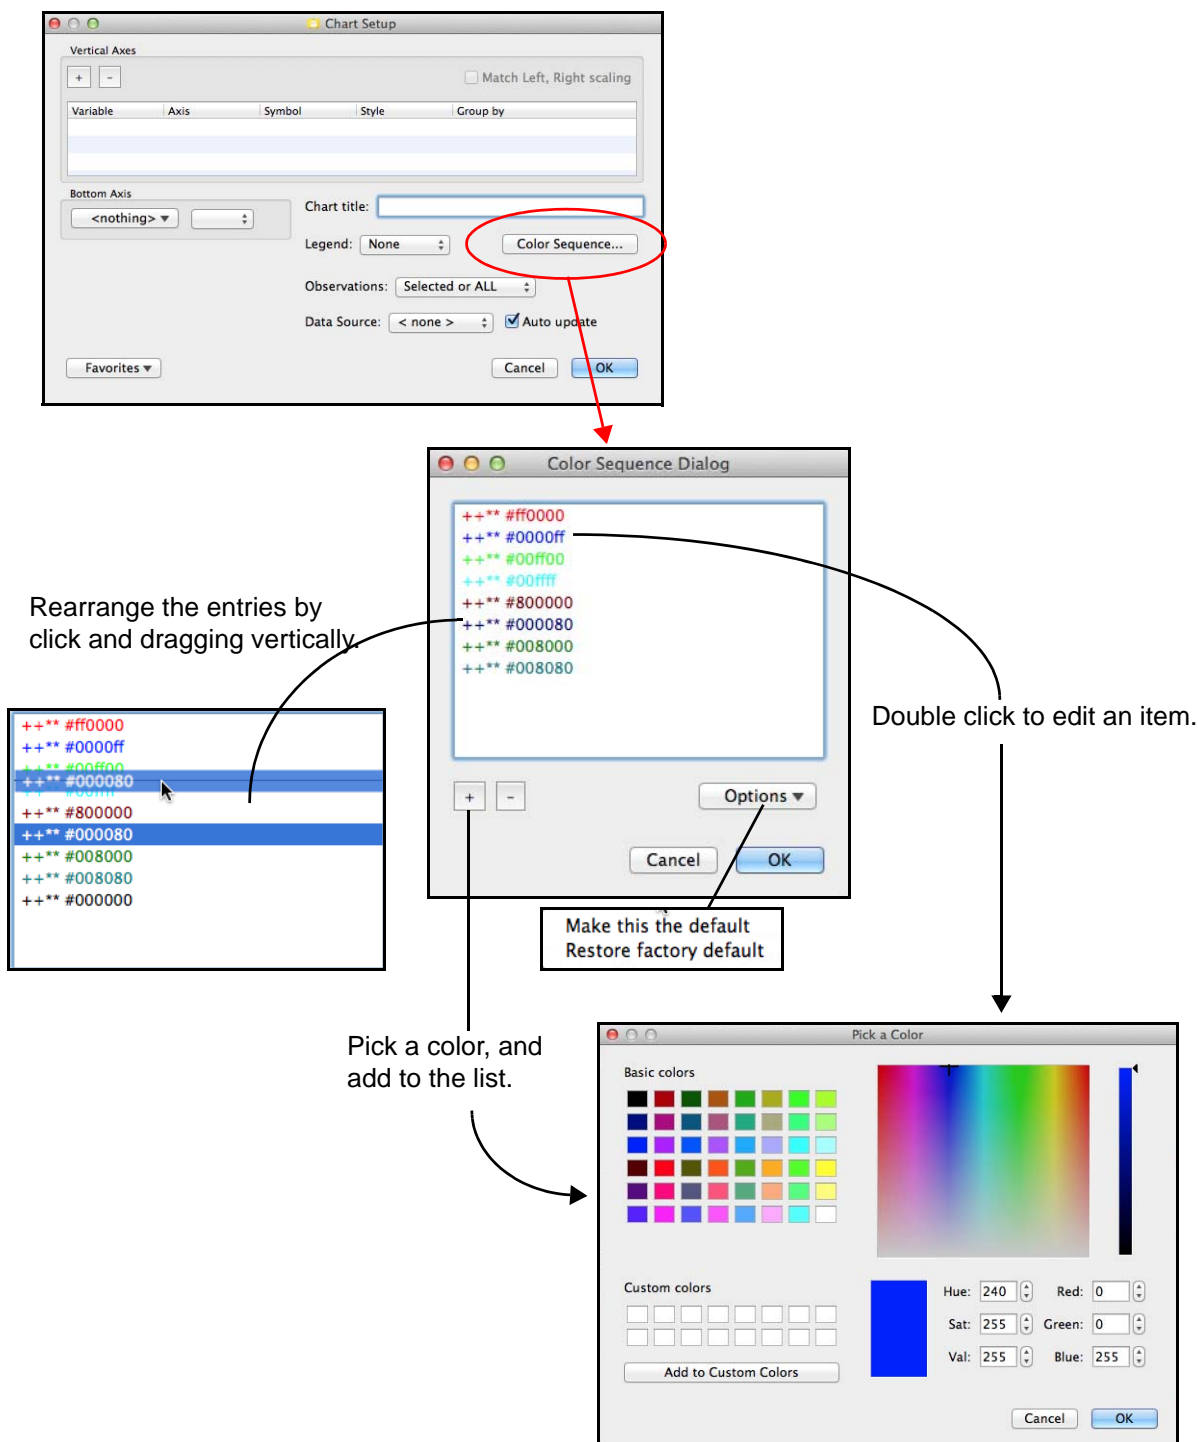 Chart Setup
Vertical Axes
+ -
Match Left, Right scaling
Variable Axis Symbol Style Group by
Bottom Axis
<nothing>
Chart title:
Legend: None
Color Sequence...
Observations: Selected or ALL
Data Source: < none >
Auto update
Favorites
Cancel OK
Color Sequence Dialog
++** #ff0000
++** #0000ff
++** #00ff00
++** #00ffff
++** #800000
++** #000080
++** #008000
++** #008080
+ -
Options
Cancel OK
Make this the default
Restore factory default
Rearrange the entries by
click and dragging vertically.
++** #ff0000
++** #0000ff
++** #00ff00
++** #000080
++** #00ffff
++** #800000
++** #000080
++** #008000
++** #008080
++** #000000
Double click to edit an item.
Pick a color, and
add to the list.
Pick a Color
Basic colors
Custom colors
Add to Custom Colors
Hue: 240 Red: 0
Sat: 255 Green: 0
Val: 255 Blue: 255
Cancel OK